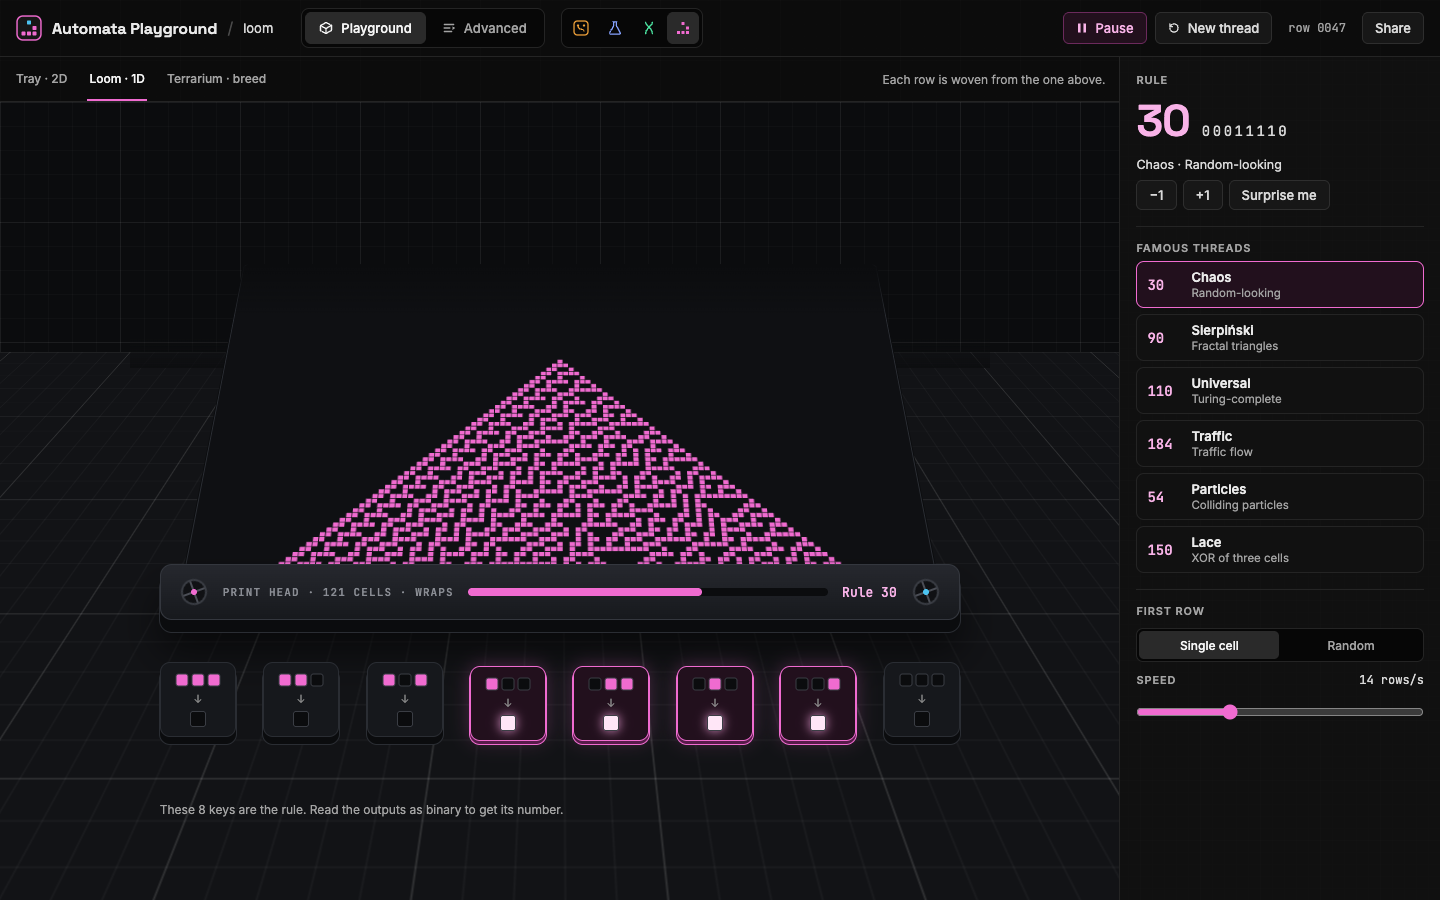 Automata Playground / loom
Playground
Advanced
Pause
New thread
row 0047
Share
Tray · 2D
Loom · 1D
Terrarium · breed
Each row is woven from the one above.
RULE
30 00011110
Chaos · Random-looking
−1
+1
Surprise me
FAMOUS THREADS
30 Chaos
Random-looking
90 Sierpiński
Fractal triangles
110 Universal
Turing-complete
184 Traffic
Traffic flow
54 Particles
Colliding particles
150 Lace
XOR of three cells
PRINT HEAD · 121 CELLS · WRAPS
Rule 30
FIRST ROW
Single cell
Random
SPEED
14 rows/s
These 8 keys are the rule. Read the outputs as binary to get its number.